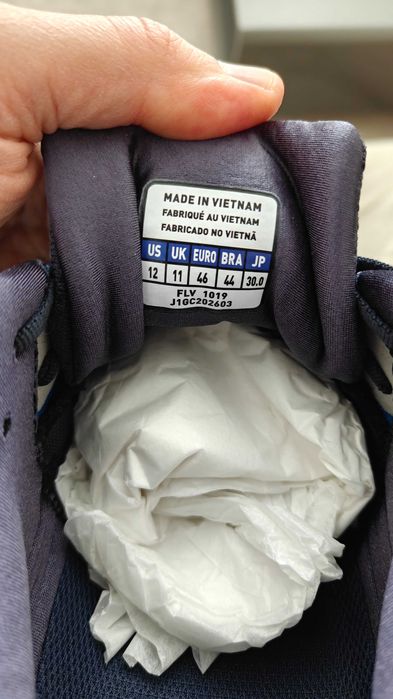 MADE IN VIETNAM
FABRIQUÉ AU VIETNAM
FABRICADO NO VIETNÃ
US UK EURO BRA JP
12 11 46 44 30.0
FLV 1019
J1GC202603